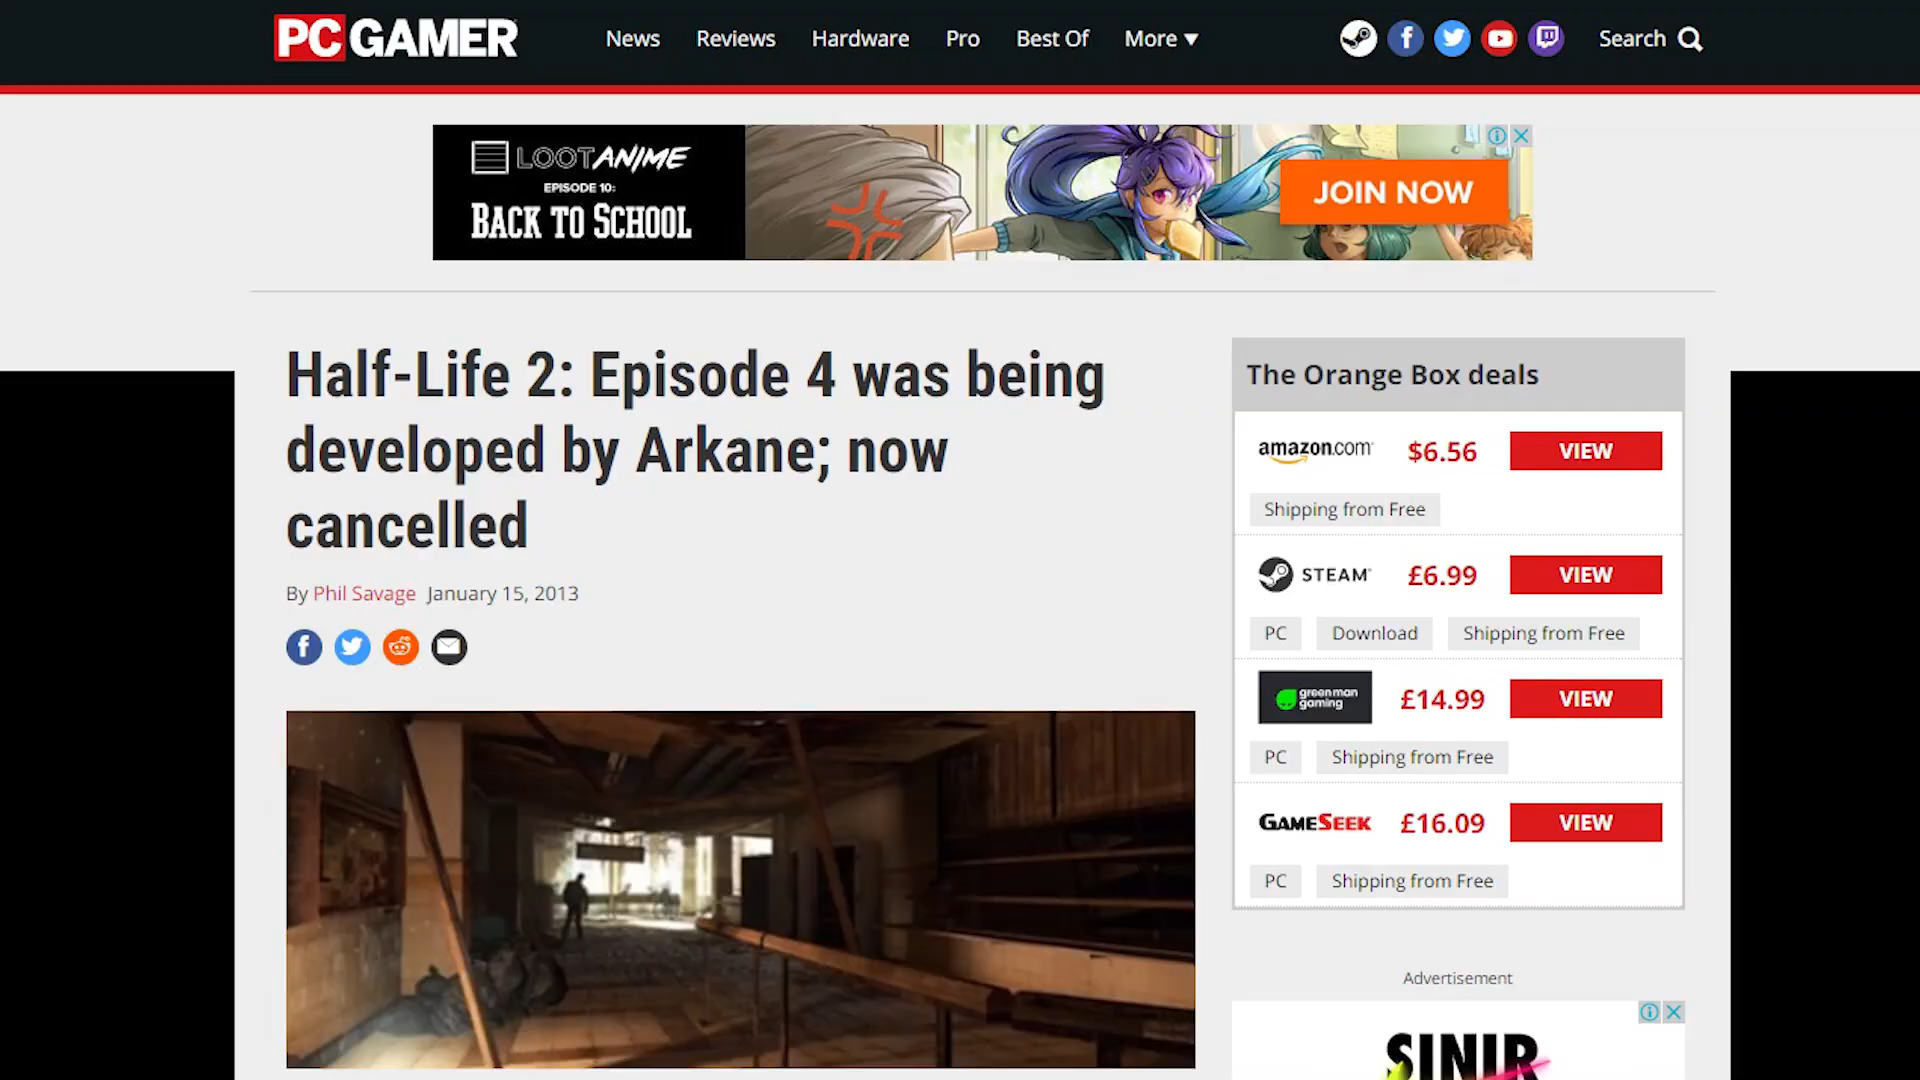 PC GAMER
News Reviews Hardware Pro Best Of More ▼ Search
LOOTANIME
EPISODE 10:
BACK TO SCHOOL
JOIN NOW
Half-Life 2: Episode 4 was being
developed by Arkane; now
cancelled
By Phil Savage January 15, 2013
The Orange Box deals
amazon.com $6.56 VIEW
Shipping from Free
STEAM £6.99 VIEW
PC Download Shipping from Free
greenman
gaming £14.99 VIEW
PC Shipping from Free
GAMESEEK £16.09 VIEW
PC Shipping from Free
Advertisement
SINIR